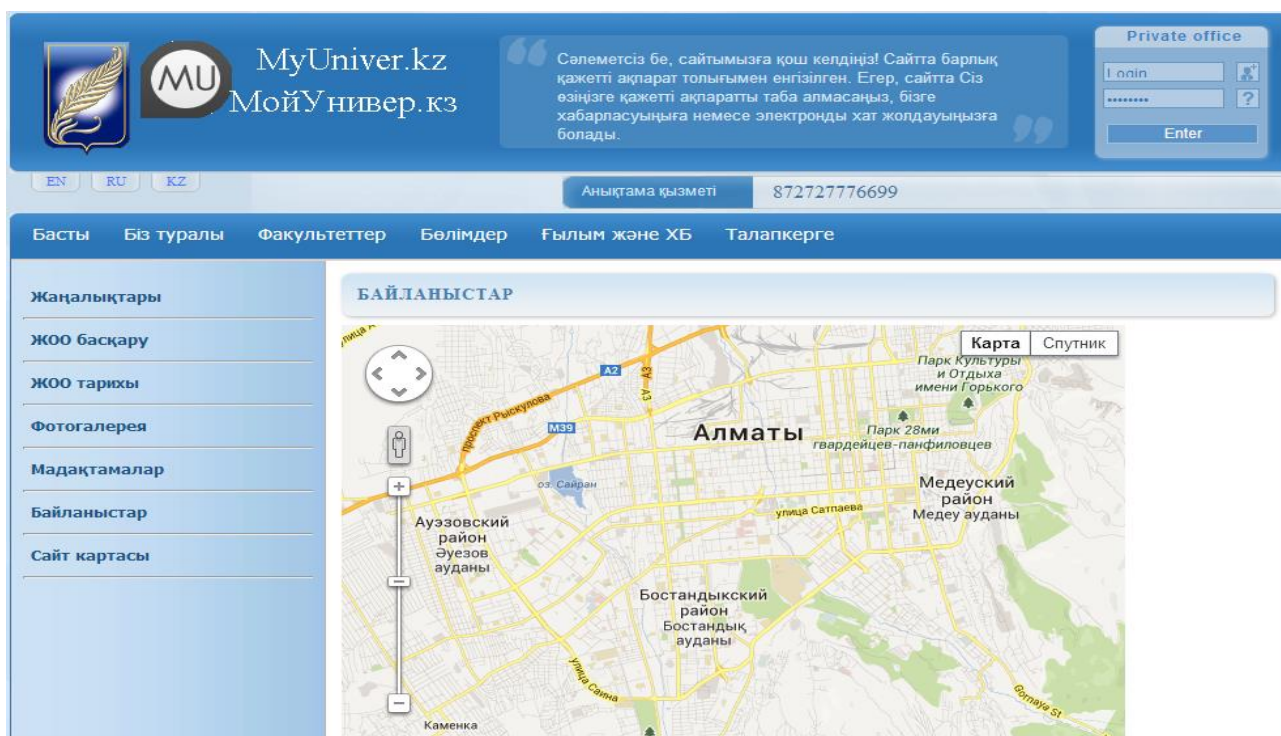 MU
MyUniver.kz
МойУнивер.кз
Сәлеметсіз бе, сайтымызға қош келдіңіз! Сайтта барлық
қажетті ақпарат толығымен енгізілген. Егер, сайтта Сіз
өзіңізге қажетті ақпаратты таба алмасаңыз, бізге
хабарласуыңыға немесе электронды хат жолдауыңызға
болады.
Private office
Login
••••••••
?
Enter
EN RU KZ
Анықтама қызметі 872727776699
Басты Біз туралы Факультеттер Бөлімдер Ғылым және ХБ Талапкерге
Жаңалықтары
ЖОО басқару
ЖОО тарихы
Фотогалерея
Мадақтамалар
Байланыстар
Сайт картасы
БАЙЛАНЫСТАР
Карта Спутник
Парк Культуры
и Отдыха
имени Горького
A2
A3
A3
проспект Рыскулова
M39
Алматы
Парк 28ми
гвардейцев-панфиловцев
оз. Сайран
Медеуский
район
Медеу ауданы
улица Сатпаева
Ауэзовский
район
Әуезов
ауданы
Бостандыкский
район
Бостандық
ауданы
улица Саина
Gornaya St
Каменка